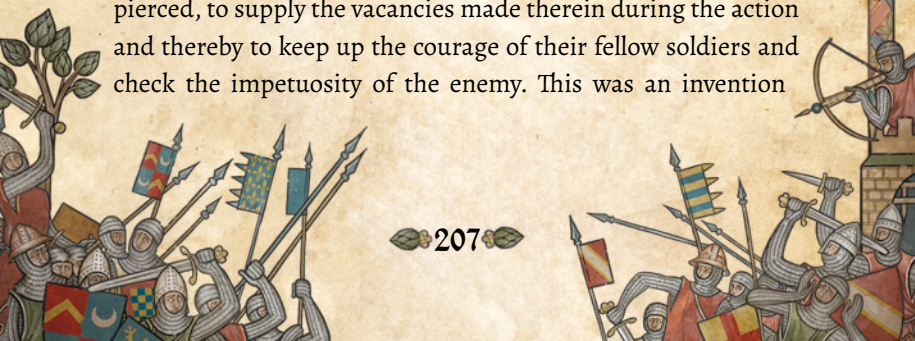 pierced, to supply the vacancies made therein during the action
and thereby to keep up the courage of their fellow soldiers and
check the impetuosity of the enemy. This was an invention
207